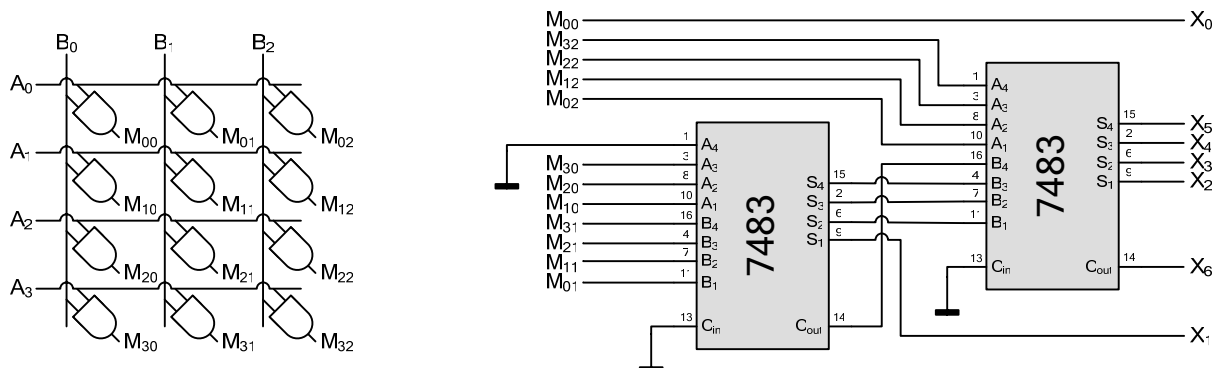 B0 B1 B2
A0
M00 M01 M02
A1
M10 M11 M12
A2
M20 M21 M22
A3
M30 M31 M32
M00 X0
M32
M22
M12
M02
M30
M20
M10
M31
M21
M11
M01
1 A4
3 A3
8 A2
10 A1
16 B4
4 B3
7 B2
11 B1
13 Cin
7483
S4 15
S3 2
S2 6
S1 9
Cout 14
1 A4
3 A3
8 A2
10 A1
16 B4
4 B3
7 B2
11 B1
13 Cin
7483
S4 15 X5
S3 2 X4
S2 6 X3
S1 9 X2
Cout 14 X6
X1